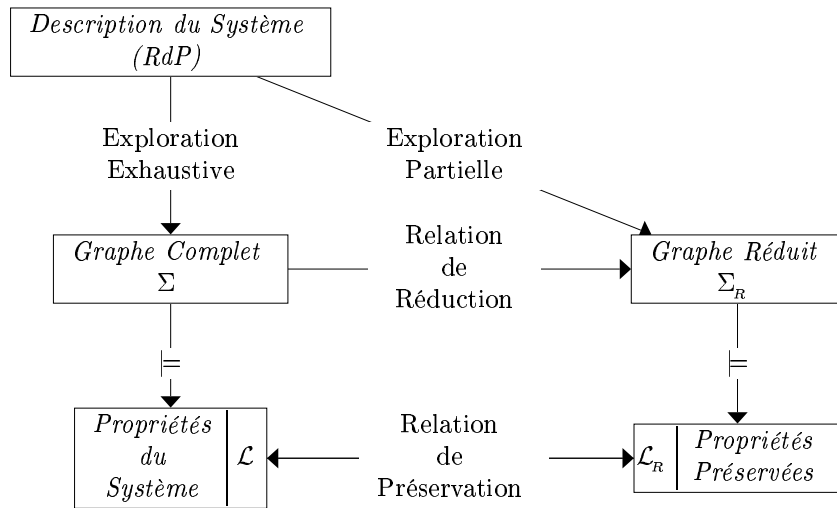 Description du Système
(RdP)
Exploration
Exhaustive
Exploration
Partielle
Graphe Complet
Σ
Relation
de
Réduction
Graphe Réduit
Σ_R
|=
|=
Propriétés
du
Système
ℒ
Relation
de
Préservation
ℒ_R
Propriétés
Préservées